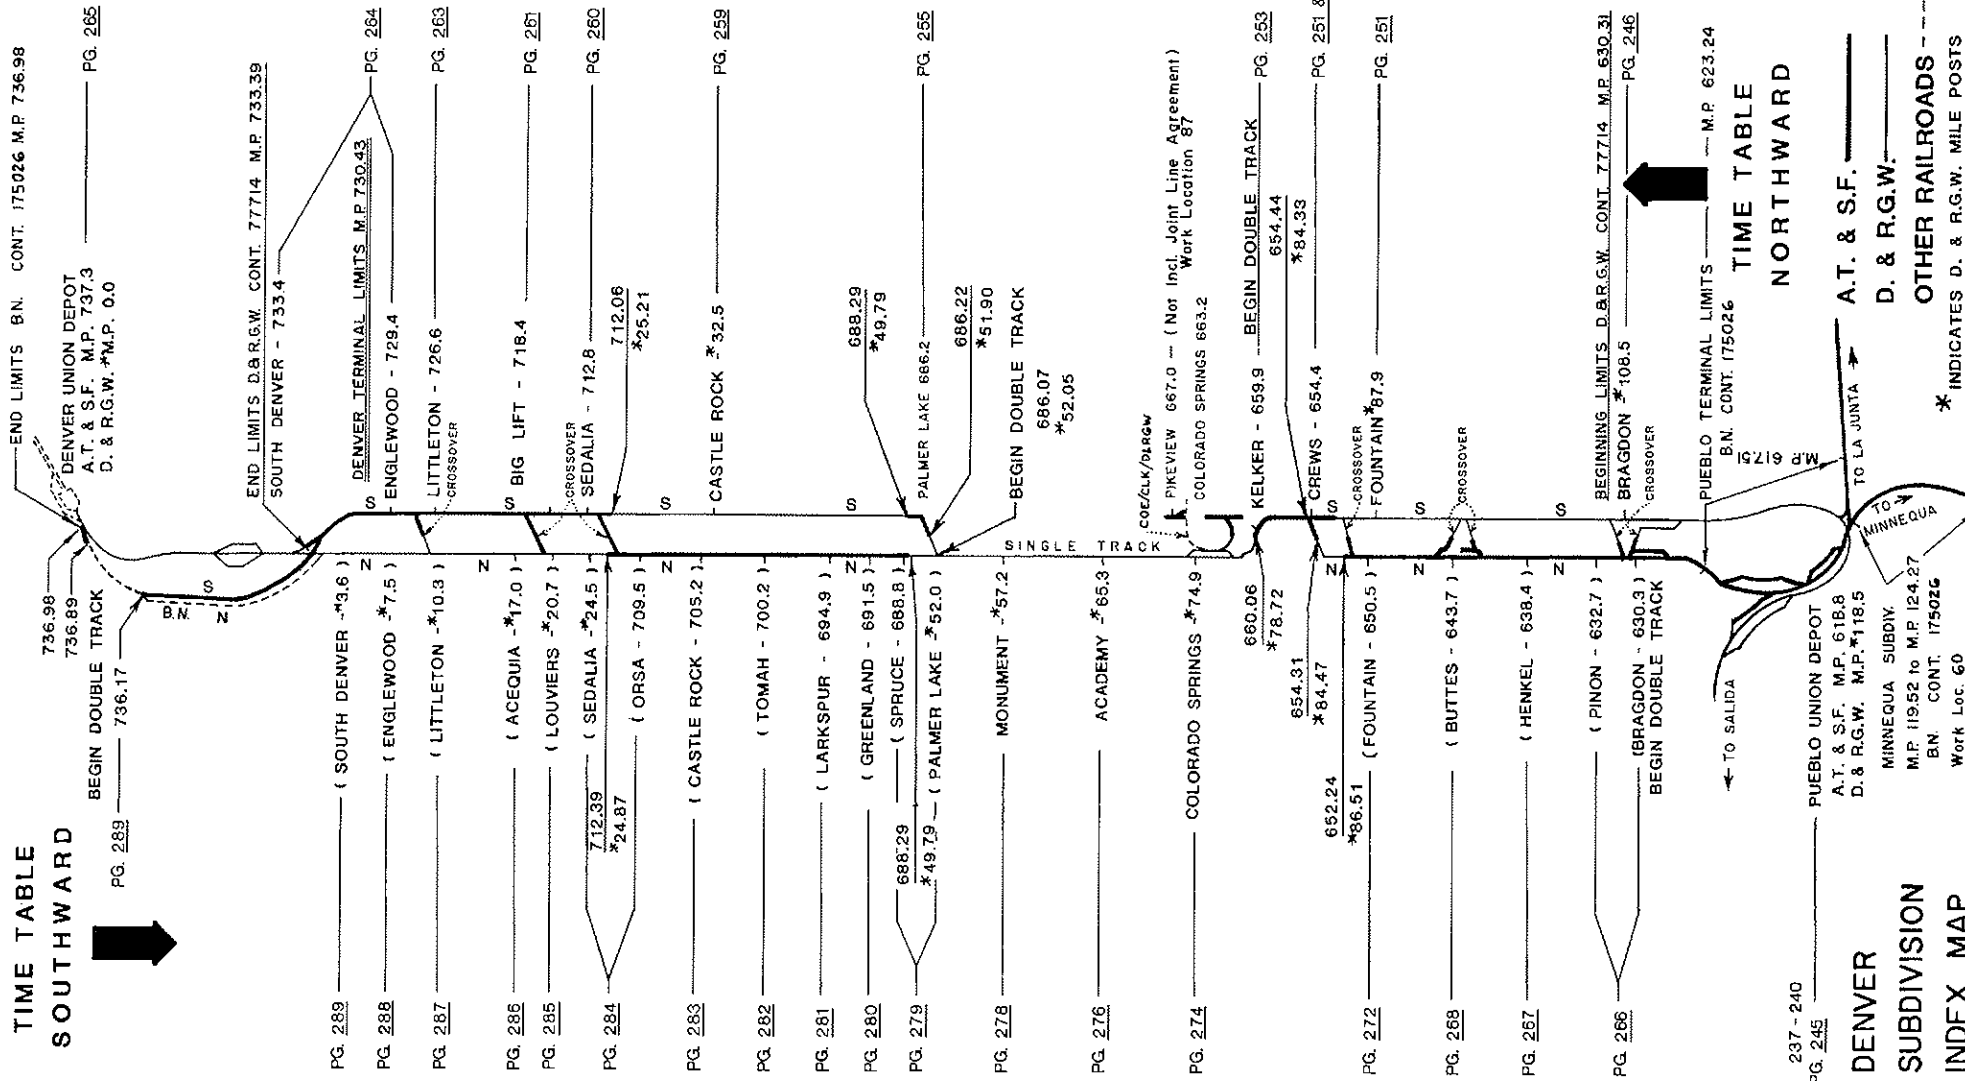 TIME TABLE
SOUTHWARD
END LIMITS B.N. CONT. 175026 M.P. 736.98
PG. 265
DENVER UNION DEPOT
A.T. & S.F. M.P. 737.3
D. & R.G.W. *M.P. 0.0
736.98
736.89
BEGIN DOUBLE TRACK
736.17
PG. 289
B.N.
S
N
END LIMITS D.&R.G.W. CONT. 77714 M.P. 733.39
SOUTH DENVER - 733.4
PG. 264
DENVER TERMINAL LIMITS M.P. 730.43
ENGLEWOOD - 729.4
LITTLETON - 726.6
PG. 263
CROSSOVER
BIG LIFT - 718.4
PG. 261
CROSSOVER
SEDALIA - 712.8
PG. 260
712.06
*25.21
CASTLE ROCK - *32.5
PG. 259
688.29
*49.79
PALMER LAKE 686.2
PG. 255
686.22
*51.90
BEGIN DOUBLE TRACK
686.07
*52.05
SINGLE TRACK
COE/CLK/D&RGW
PIKEVIEW 667.0 -- ( Not Incl. Joint Line Agreement)
Work Location 87
COLORADO SPRINGS 663.2
KELKER - 659.9
BEGIN DOUBLE TRACK
PG. 253
654.44
*84.33
CREWS - 654.4
PG. 251 &
CROSSOVER
FOUNTAIN *87.9
PG. 251
CROSSOVER
BEGINING LIMITS D.&R.G.W. CONT. 77714 M.P. 630.31
BRAGDON - *108.5
PG. 246
CROSSOVER
PUEBLO TERMINAL LIMITS
M.P. 623.24
B.N. CONT. 175026
TIME TABLE
NORTHWARD
S
N
S
N
S
S
N
N
S
N
S
N
S
N
PG. 289
( SOUTH DENVER - *3.6 )
PG. 288
( ENGLEWOOD - *7.5 )
PG. 287
( LITTLETON - *10.3 )
PG. 286
( ACEQUIA - *17.0 )
PG. 285
( LOUVIERS - *20.7 )
PG. 284
( SEDALIA - *24.5 )
712.39
*24.87
( ORSA - 709.5 )
PG. 283
( CASTLE ROCK - 705.2 )
PG. 282
( TOMAH - 700.2 )
PG. 281
( LARKSPUR - 694.9 )
PG. 280
( GREENLAND - 691.5 )
PG. 279
( SPRUCE - 688.8 )
688.29
*49.79
( PALMER LAKE - *52.0 )
PG. 278
MONUMENT - *57.2
PG. 276
ACADEMY - *65.3
PG. 274
COLORADO SPRINGS - *74.9
660.06
*78.72
654.31
*84.47
652.24
*86.51
PG. 272
( FOUNTAIN - 650.5 )
PG. 268
( BUTTES - 643.7 )
PG. 267
( HENKEL - 638.4 )
PG. 266
( PINON - 632.7 )
(BRAGDON - 630.3 )
BEGIN DOUBLE TRACK
TO SALIDA
M.P. 617.51
TO LA JUNTA
TO MINNEQUA
237 - 240
PG. 245
PUEBLO UNION DEPOT
A.T. & S.F. M.P. 618.8
D. & R.G.W. M.P. *118.5
MINNEQUA SUBDIV.
M.P. 119.52 to M.P. 124.27
B.N. CONT. 175026
Work Loc. 60
A.T. & S.F.
D. & R.G.W.
OTHER RAILROADS ---
* INDICATES D. & R.G.W. MILE POSTS
DENVER
SUBDIVISION
INDEX MAP